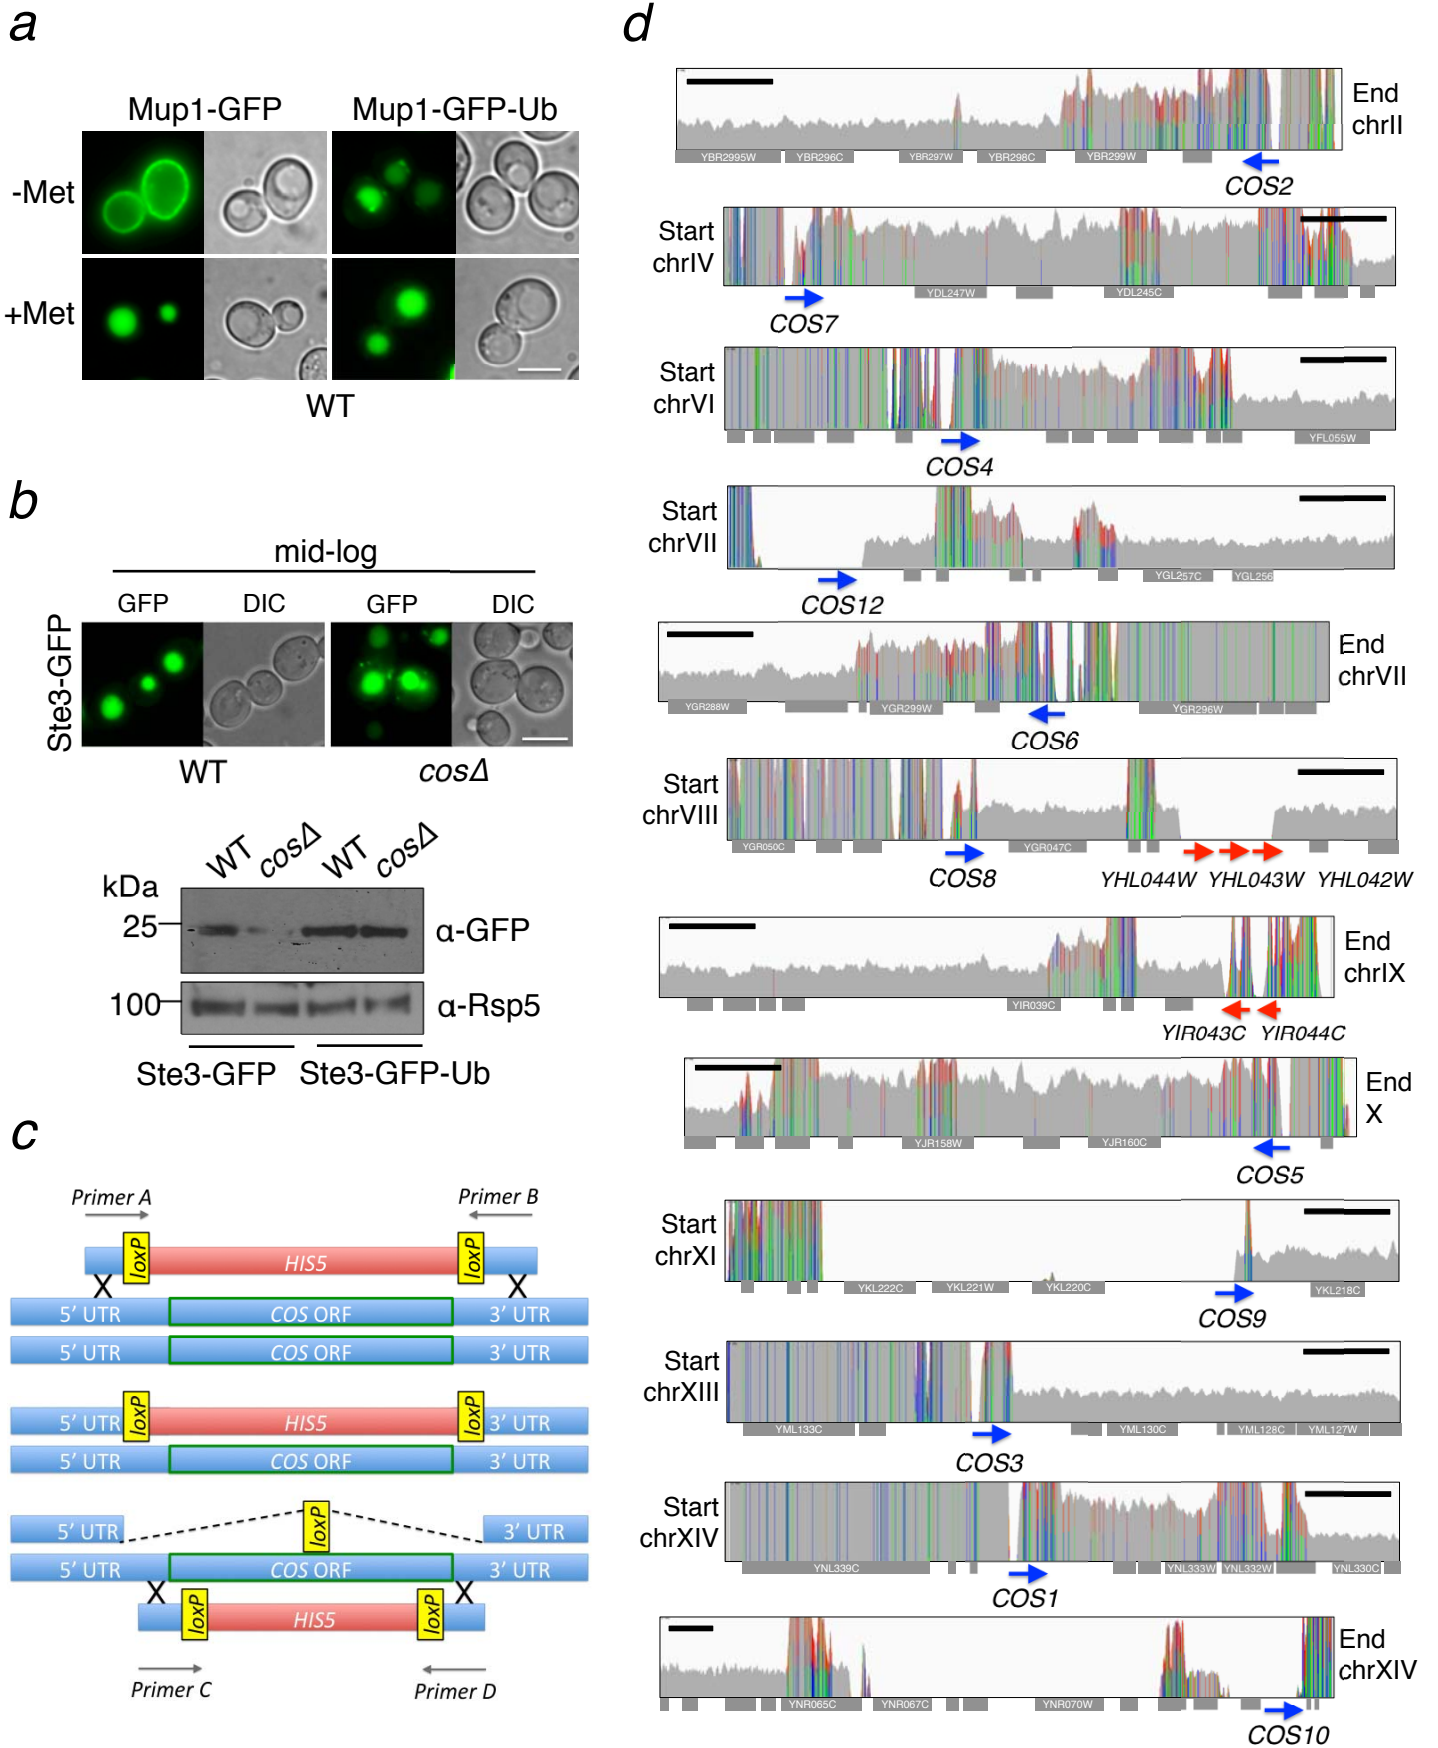 a
Mup1-GFP
Mup1-GFP-Ub
-Met
+Met
WT
b
mid-log
GFP
DIC
GFP
DIC
Ste3-GFP
WT
cosΔ
WT
cosΔ
WT
cosΔ
kDa
25
α-GFP
100
α-Rsp5
Ste3-GFP
Ste3-GFP-Ub
c
Primer A
Primer B
loxP
HIS5
loxP
X
X
5' UTR
COS ORF
3' UTR
5' UTR
COS ORF
3' UTR
5' UTR
loxP
HIS5
loxP
3' UTR
5' UTR
COS ORF
3' UTR
5' UTR
loxP
3' UTR
5' UTR
COS ORF
3' UTR
X
X
loxP
HIS5
loxP
Primer C
Primer D
d
End
chrII
YBR2995W
YBR296C
YBR297W
YBR298C
YBR299W
COS2
Start
chrIV
YDL247W
YDL245C
COS7
Start
chrVI
YFL055W
COS4
Start
chrVII
YGL257C
YGL256
COS12
End
chrVII
YGR288W
YGR299W
YGR296W
COS6
Start
chrVIII
YGR050C
YGR047C
COS8
YHL044W
YHL043W
YHL042W
End
chrIX
YIR039C
YIR043C
YIR044C
End
X
YJR158W
YJR160C
COS5
Start
chrXI
YKL222C
YKL221W
YKL220C
YKL218C
COS9
Start
chrXIII
YML133C
YML130C
YML128C
YML127W
COS3
Start
chrXIV
YNL339C
YNL333W
YNL332W
YNL330C
COS1
End
chrXIV
YNR065C
YNR067C
YNR070W
COS10